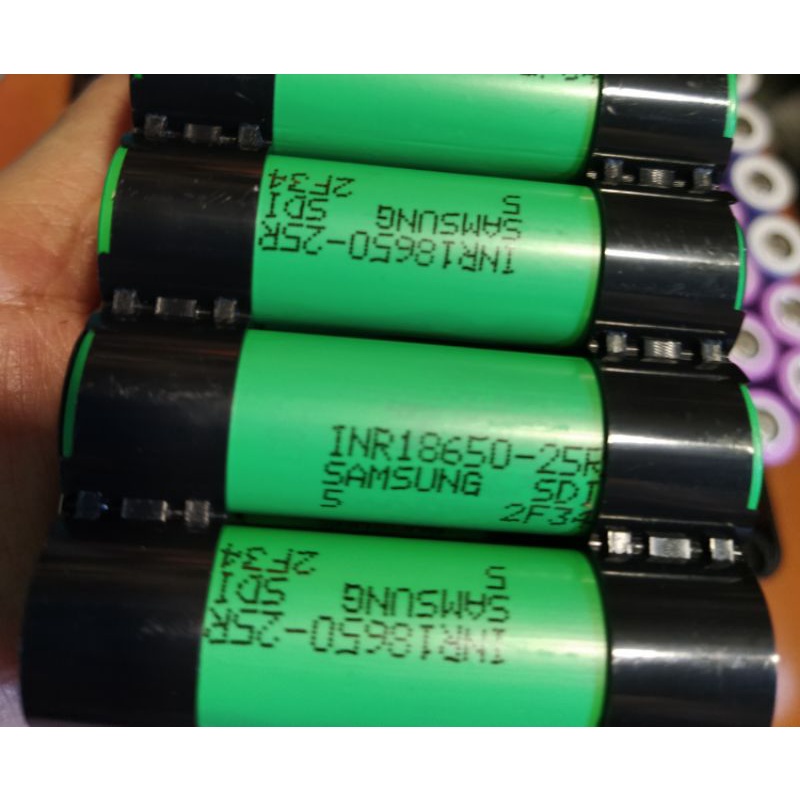 2F34
SDI
5
SAMSUNG
INR18650-25R
INR18650-25R
SAMSUNG SDI
5 2F34
2F34
SDI
5
SAMSUNG
INR18650-25R